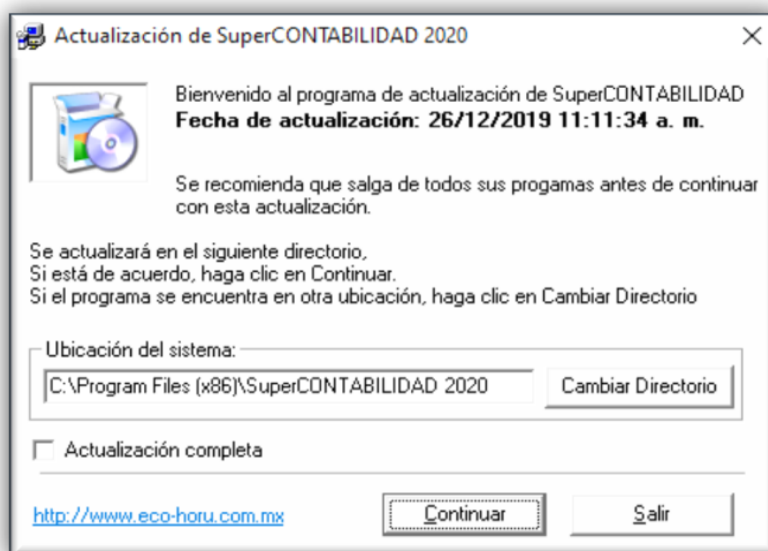 Actualización de SuperCONTABILIDAD 2020
Bienvenido al programa de actualización de SuperCONTABILIDAD
Fecha de actualización: 26/12/2019 11:11:34 a. m.
Se recomienda que salga de todos sus progamas antes de continuar
con esta actualización.
Se actualizará en el siguiente directorio,
Si está de acuerdo, haga clic en Continuar.
Si el programa se encuentra en otra ubicación, haga clic en Cambiar Directorio
Ubicación del sistema:
C:\Program Files (x86)\SuperCONTABILIDAD 2020
Cambiar Directorio
Actualización completa
http://www.eco-horu.com.mx
Continuar
Salir